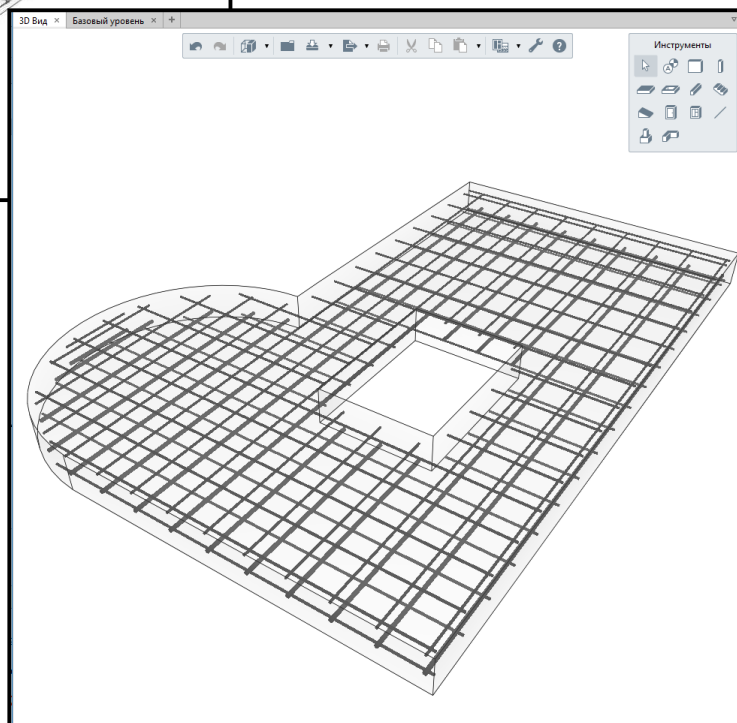 3D Вид × Базовый уровень × +
Инструменты